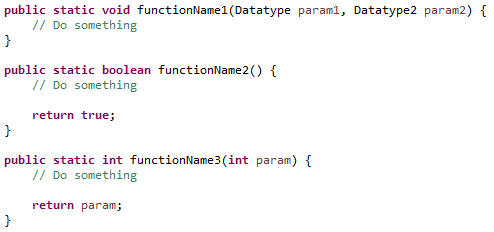 public static void functionName1(Datatype param1, Datatype2 param2) {
    // Do something
}

public static boolean functionName2() {
    // Do something

    return true;
}

public static int functionName3(int param) {
    // Do something

    return param;
}